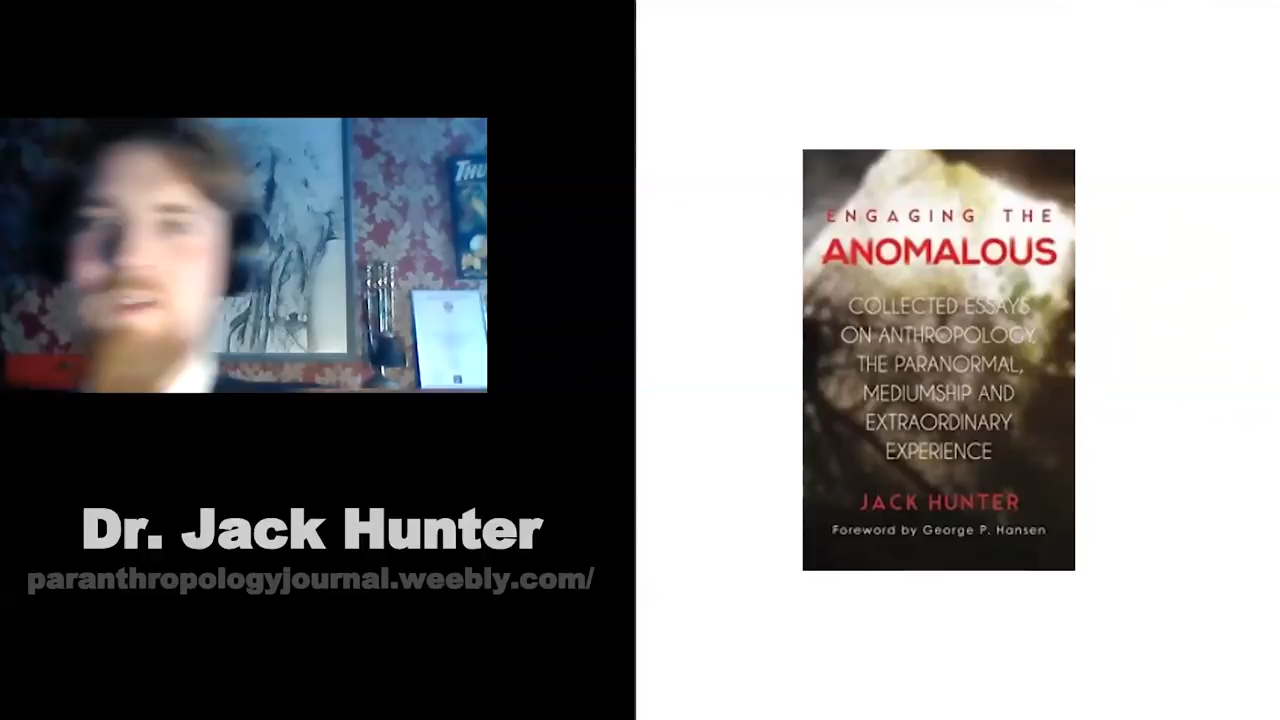 Dr. Jack Hunter
paranthropologyjournal.weebly.com/
ENGAGING THE
ANOMALOUS
COLLECTED ESSAYS
ON ANTHROPOLOGY,
THE PARANORMAL,
MEDIUMSHIP AND
EXTRAORDINARY
EXPERIENCE
JACK HUNTER
Foreword by George P. Hansen